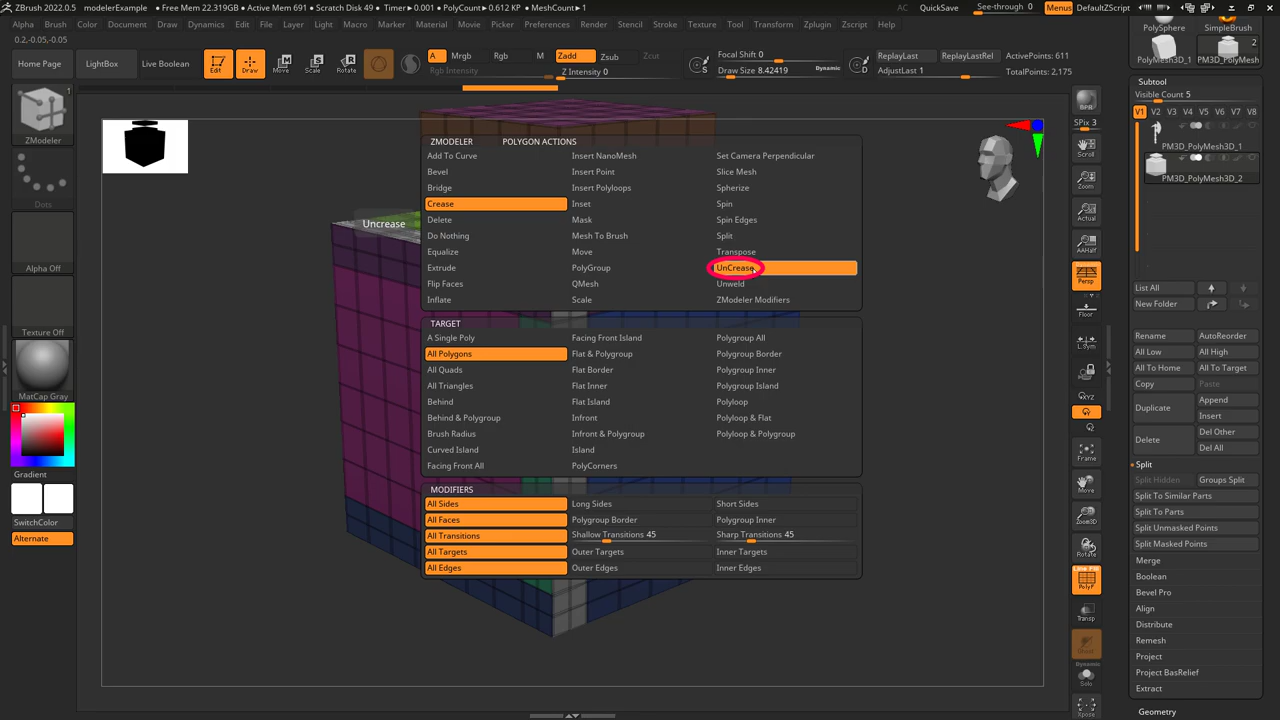 ZBrush 2022.0.5 modelerExample • Free Mem 22.319GB • Active Mem 691 • Scratch Disk 49 • Timer▸0.001 • PolyCount▸0.612 KP • MeshCount▸1 AC QuickSave See-through 0 Menus DefaultZScript
Alpha Brush Color Document Draw Dynamics Edit File Layer Light Macro Marker Material Movie Picker Preferences Render Stencil Stroke Texture Tool Transform Zplugin Zscript Help
0.2,-0.05,-0.05
Home Page LightBox Live Boolean Edit Draw Move Scale Rotate
A Mrgb Rgb M Zadd Zsub Zcut
Rgb Intensity Z Intensity 0
Focal Shift 0
Draw Size 8.42419 Dynamic
S
D
ReplayLast ReplayLastRel ActivePoints: 611
AdjustLast 1 TotalPoints: 2,175
1
ZModeler
Dots
Alpha Off
Texture Off
MatCap Gray
Gradient
SwitchColor
Alternate
Uncrease
ZMODELER POLYGON ACTIONS
Add To Curve Insert NanoMesh Set Camera Perpendicular
Bevel Insert Point Slice Mesh
Bridge Insert Polyloops Spherize
Crease Inset Spin
Delete Mask Spin Edges
Do Nothing Mesh To Brush Split
Equalize Move Transpose
Extrude PolyGroup UnCrease
Flip Faces QMesh Unweld
Inflate Scale ZModeler Modifiers
TARGET
A Single Poly Facing Front Island Polygroup All
All Polygons Flat & Polygroup Polygroup Border
All Quads Flat Border Polygroup Inner
All Triangles Flat Inner Polygroup Island
Behind Flat Island Polyloop
Behind & Polygroup Infront Polyloop & Flat
Brush Radius Infront & Polygroup Polyloop & Polygroup
Curved Island Island
Facing Front All PolyCorners
MODIFIERS
All Sides Long Sides Short Sides
All Faces Polygroup Border Polygroup Inner
All Transitions Shallow Transitions 45 Sharp Transitions 45
All Targets Outer Targets Inner Targets
All Edges Outer Edges Inner Edges
BPR
SPix 3
Scroll
Zoom
Actual
AAHalf
Dynamic
Persp
Floor
L.Sym
XYZ
Frame
Move
Zoom3D
Rotate
Line Fill
PolyF
Transp
Ghost
Dynamic
Solo
Xpose
PolySphere SimpleBrush
2
PolyMesh3D_1 PM3D_PolyMesh
Subtool
Visible Count 5
V1 V2 V3 V4 V5 V6 V7 V8
PM3D_PolyMesh3D_1
PM3D_PolyMesh3D_2
List All
New Folder
Rename AutoReorder
All Low All High
All To Home All To Target
Copy Paste
Duplicate Append
Insert
Delete Del Other
Del All
Split
Split Hidden Groups Split
Split To Similar Parts
Split To Parts
Split Unmasked Points
Split Masked Points
Merge
Boolean
Bevel Pro
Align
Distribute
Remesh
Project
Project BasRelief
Extract
Geometry